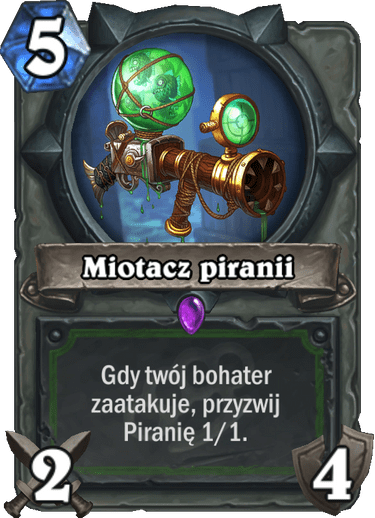 5
Miotacz piranii
Gdy twój bohater
zaatakuje, przyzwij
Piranię 1/1.
2
4